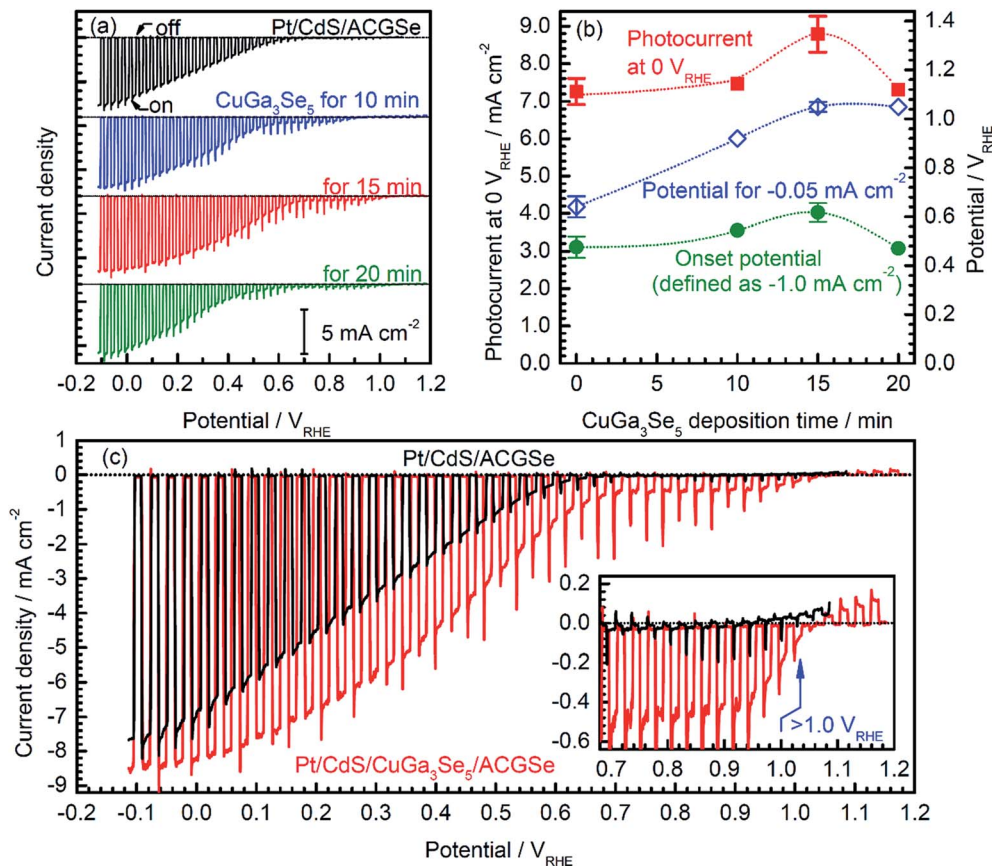 (a)
off
Pt/CdS/ACGSe
on
CuGa3Se5 for 10 min
for 15 min
for 20 min
5 mA cm-2
Current density
-0.2 0.0 0.2 0.4 0.6 0.8 1.0 1.2
Potential / VRHE
(b)
Photocurrent
at 0 VRHE
Potential for -0.05 mA cm-2
Onset potential
(defined as -1.0 mA cm-2)
Photocurrent at 0 VRHE / mA cm-2
9.0
8.0
7.0
6.0
5.0
4.0
3.0
2.0
1.0
0.0
1.4
1.2
1.0
0.8
0.6
0.4
0.2
0.0
Potential / VRHE
0 5 10 15 20
CuGa3Se5 deposition time / min
(c)
Pt/CdS/ACGSe
Pt/CdS/CuGa3Se5/ACGSe
Current density / mA cm-2
1
0
-1
-2
-3
-4
-5
-6
-7
-8
-9
0.2
0.0
-0.2
-0.4
-0.6
>1.0 VRHE
0.7 0.8 0.9 1.0 1.1 1.2
-0.2 -0.1 0.0 0.1 0.2 0.3 0.4 0.5 0.6 0.7 0.8 0.9 1.0 1.1 1.2
Potential / VRHE